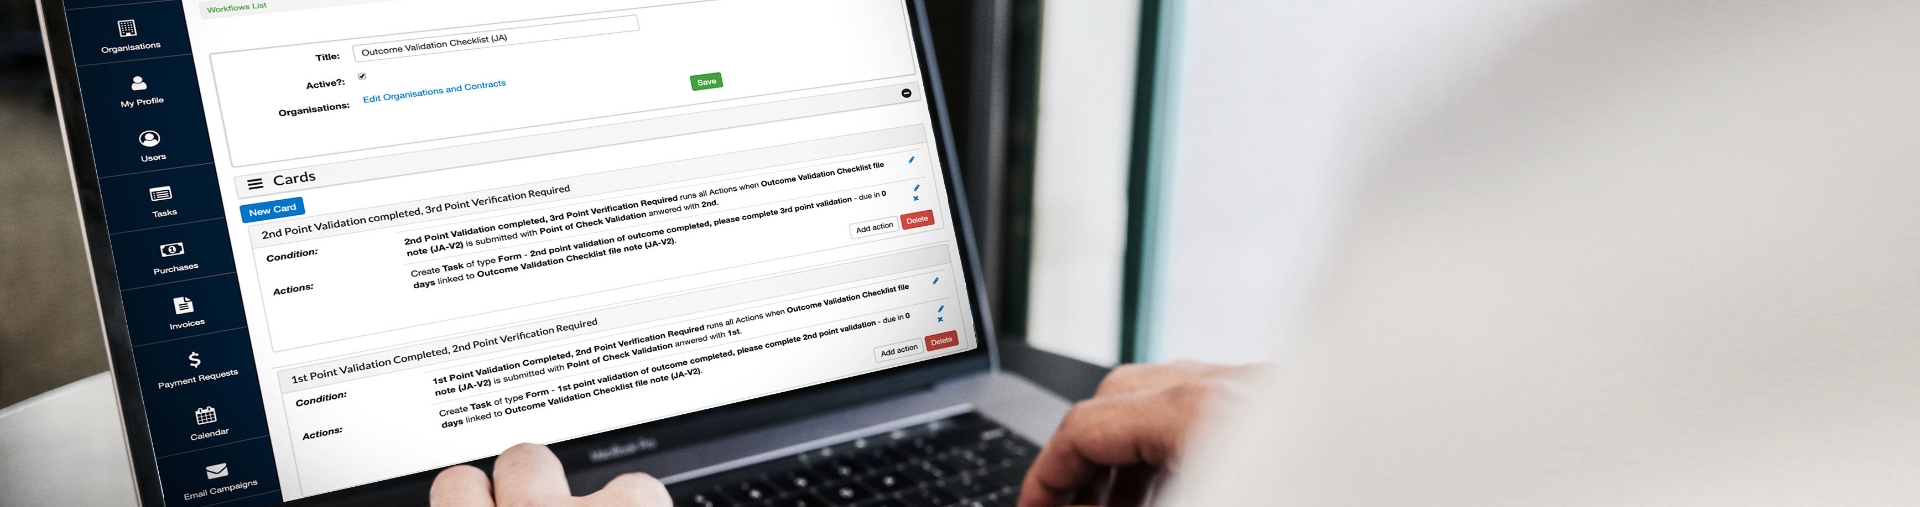 Workflows List
Organisations
My Profile
Users
Tasks
Purchases
Invoices
Payment Requests
Calendar
Email Campaigns
Title: Outcome Validation Checklist (JA)
Active?:
Organisations: Edit Organisations and Contracts
Save
Cards
New Card
2nd Point Validation completed, 3rd Point Verification Required
Condition: 2nd Point Validation completed, 3rd Point Verification Required runs all Actions when Outcome Validation Checklist file
note (JA-V2) is submitted with Point of Check Validation anwered with 2nd.
Actions: Create Task of type Form - 2nd point validation of outcome completed, please complete 3rd point validation - due in 0
days linked to Outcome Validation Checklist file note (JA-V2).
Add action Delete
1st Point Validation Completed, 2nd Point Verification Required
Condition: 1st Point Validation Completed, 2nd Point Verification Required runs all Actions when Outcome Validation Checklist file
note (JA-V2) is submitted with Point of Check Validation anwered with 1st.
Actions: Create Task of type Form - 1st point validation of outcome completed, please complete 2nd point validation - due in 0
days linked to Outcome Validation Checklist file note (JA-V2).
Add action Delete
MacBook Pro